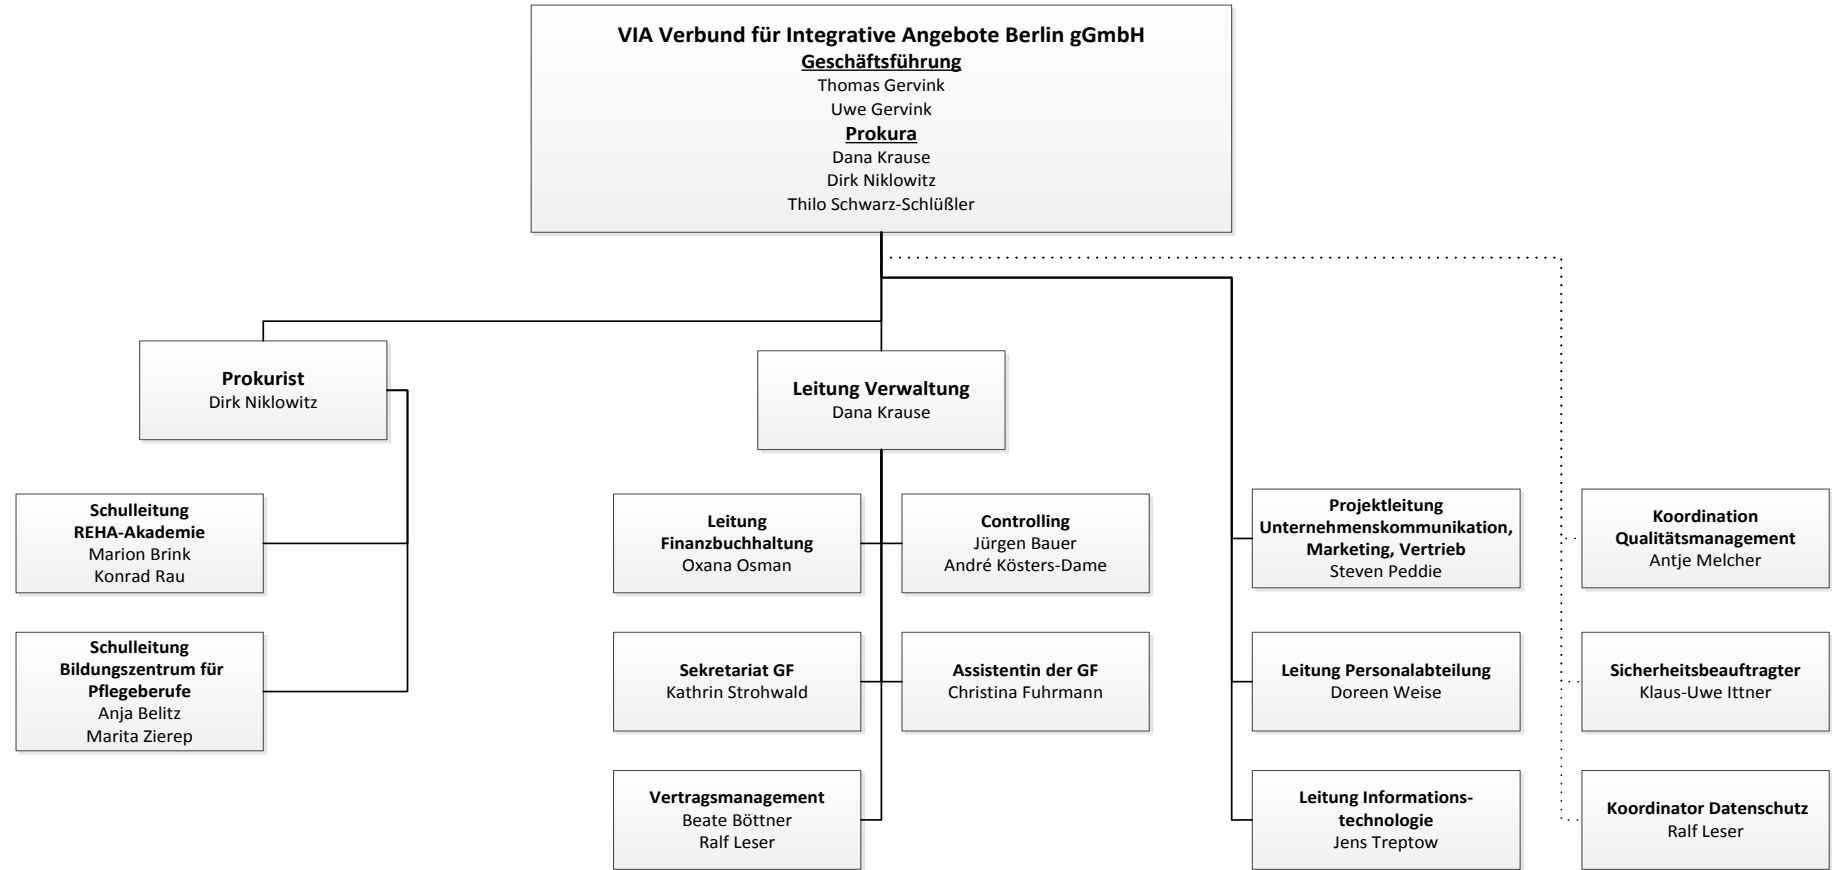 VIA Verbund für Integrative Angebote Berlin gGmbH
Geschäftsführung
Thomas Gervink
Uwe Gervink
Prokura
Dana Krause
Dirk Niklowitz
Thilo Schwarz-Schlüßler
Prokurist
Dirk Niklowitz
Leitung Verwaltung
Dana Krause
Schulleitung
REHA-Akademie
Marion Brink
Konrad Rau
Schulleitung
Bildungszentrum für
Pflegeberufe
Anja Belitz
Marita Zierep
Leitung
Finanzbuchhaltung
Oxana Osman
Controlling
Jürgen Bauer
André Kösters-Dame
Sekretariat GF
Kathrin Strohwald
Assistentin der GF
Christina Fuhrmann
Vertragsmanagement
Beate Böttner
Ralf Leser
Projektleitung
Unternehmenskommunikation,
Marketing, Vertrieb
Steven Peddie
Leitung Personalabteilung
Doreen Weise
Leitung Informations-
technologie
Jens Treptow
Koordination
Qualitätsmanagement
Antje Melcher
Sicherheitsbeauftragter
Klaus-Uwe Ittner
Koordinator Datenschutz
Ralf Leser